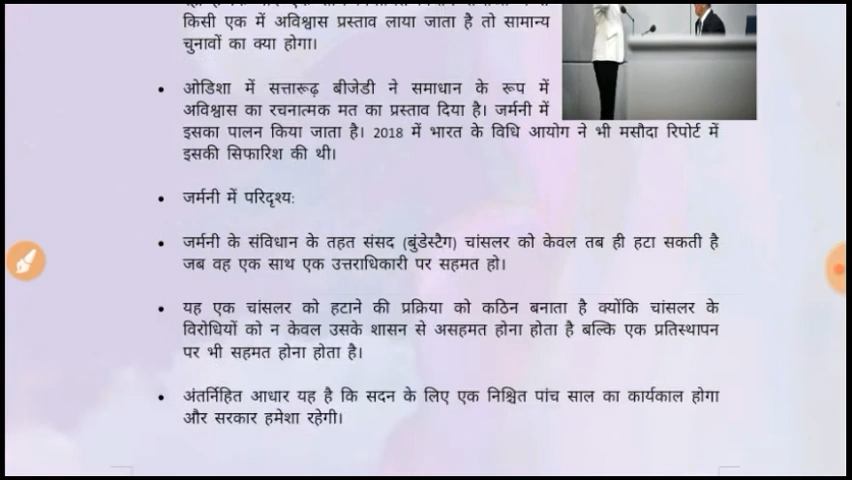 किसी एक में अविश्वास प्रस्ताव लाया जाता है तो सामान्य
चुनावों का क्या होगा।
• ओडिशा में सत्तारूढ़ बीजेडी ने समाधान के रूप में
अविश्वास का रचनात्मक मत का प्रस्ताव दिया है। जर्मनी में
इसका पालन किया जाता है। 2018 में भारत के विधि आयोग ने भी मसौदा रिपोर्ट में
इसकी सिफारिश की थी।
• जर्मनी में परिदृश्य:
• जर्मनी के संविधान के तहत संसद (बुंडेस्टैग) चांसलर को केवल तब ही हटा सकती है
जब वह एक साथ एक उत्तराधिकारी पर सहमत हो।
• यह एक चांसलर को हटाने की प्रक्रिया को कठिन बनाता है क्योंकि चांसलर के
विरोधियों को न केवल उसके शासन से असहमत होना होता है बल्कि एक प्रतिस्थापन
पर भी सहमत होना होता है।
• अंतर्निहित आधार यह है कि सदन के लिए एक निश्चित पांच साल का कार्यकाल होगा
और सरकार हमेशा रहेगी।